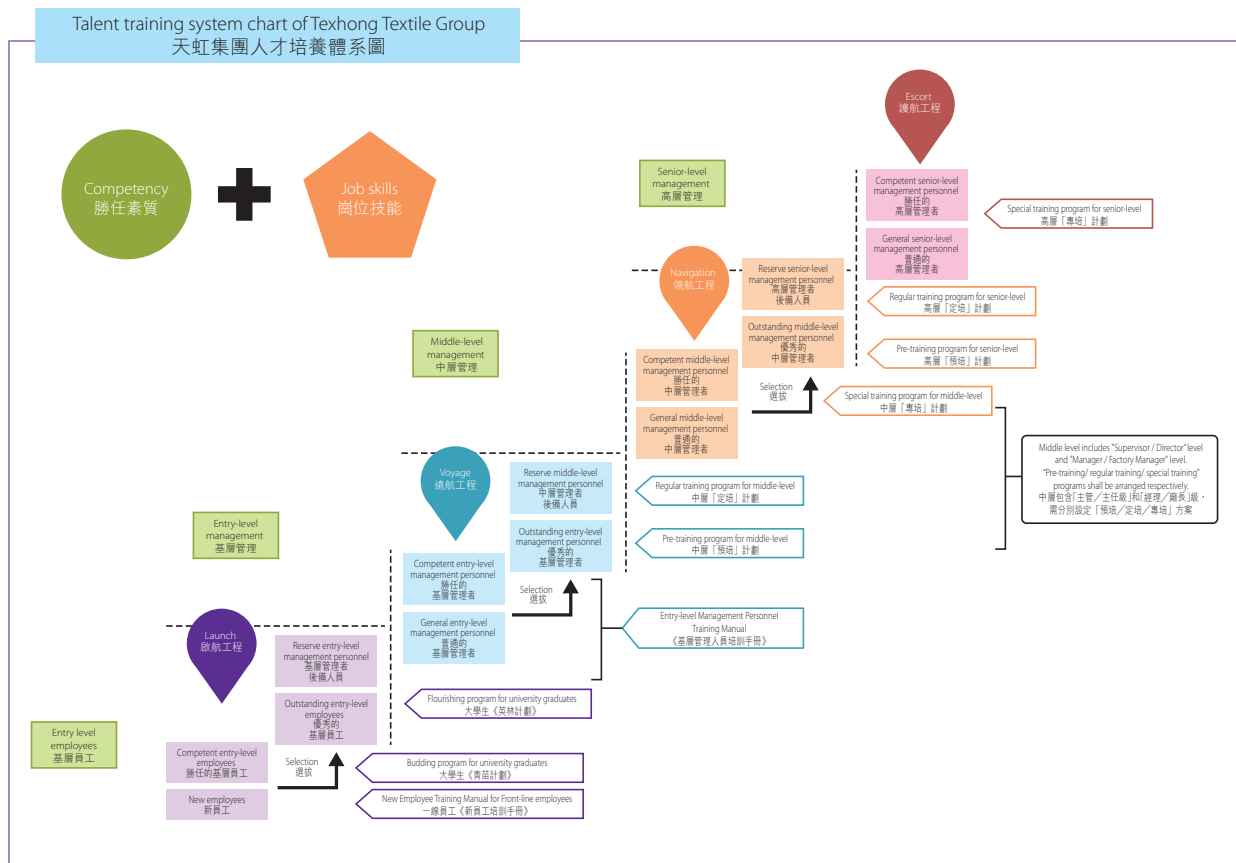 Talent training system chart of Texhong Textile Group
天虹集團人才培養體系圖
Competency
勝任素質
Job skills
崗位技能
Escort
護航工程
Senior-level
management
高層管理
Competent senior-level
management personnel
勝任的
高層管理者
General senior-level
management personnel
普通的
高層管理者
Special training program for senior-level
高層「專培」計劃
Navigation
領航工程
Reserve senior-level
management personnel
高層管理者
後備人員
Outstanding middle-level
management personnel
優秀的
中層管理者
Regular training program for senior-level
高層「定培」計劃
Pre-training program for senior-level
高層「預培」計劃
Middle-level
management
中層管理
Competent middle-level
management personnel
勝任的
中層管理者
General middle-level
management personnel
普通的
中層管理者
Selection
選拔
Special training program for middle-level
中層「專培」計劃
Middle level includes "Supervisor / Director" level
and "Manager / Factory Manager" level.
"Pre-training/ regular training/ special training"
programs shall be arranged respectively.
中層包含「主管／主任級」和「經理／廠長」級，
需分別設定「預培／定培／專培」方案
Voyage
遠航工程
Reserve middle-level
management personnel
中層管理者
後備人員
Outstanding entry-level
management personnel
優秀的
基層管理者
Regular training program for middle-level
中層「定培」計劃
Pre-training program for middle-level
中層「預培」計劃
Entry-level
management
基層管理
Competent entry-level
management personnel
勝任的
基層管理者
General entry-level
management personnel
普通的
基層管理者
Selection
選拔
Entry-level Management Personnel
Training Manual
《基層管理人員培訓手冊》
Launch
啟航工程
Reserve entry-level
management personnel
基層管理者
後備人員
Outstanding entry-level
employees
優秀的
基層員工
Flourishing program for university graduates
大學生《英林計劃》
Entry level
employees
基層員工
Competent entry-level
employees
勝任的基層員工
New employees
新員工
Selection
選拔
Budding program for university graduates
大學生《青苗計劃》
New Employee Training Manual for Front-line employees
一線員工《新員工培訓手冊》